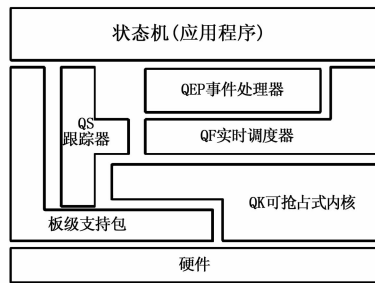 状态机(应用程序)
QEP事件处理器
QS
跟踪器
QF实时调度器
QK可抢占式内核
板级支持包
硬件